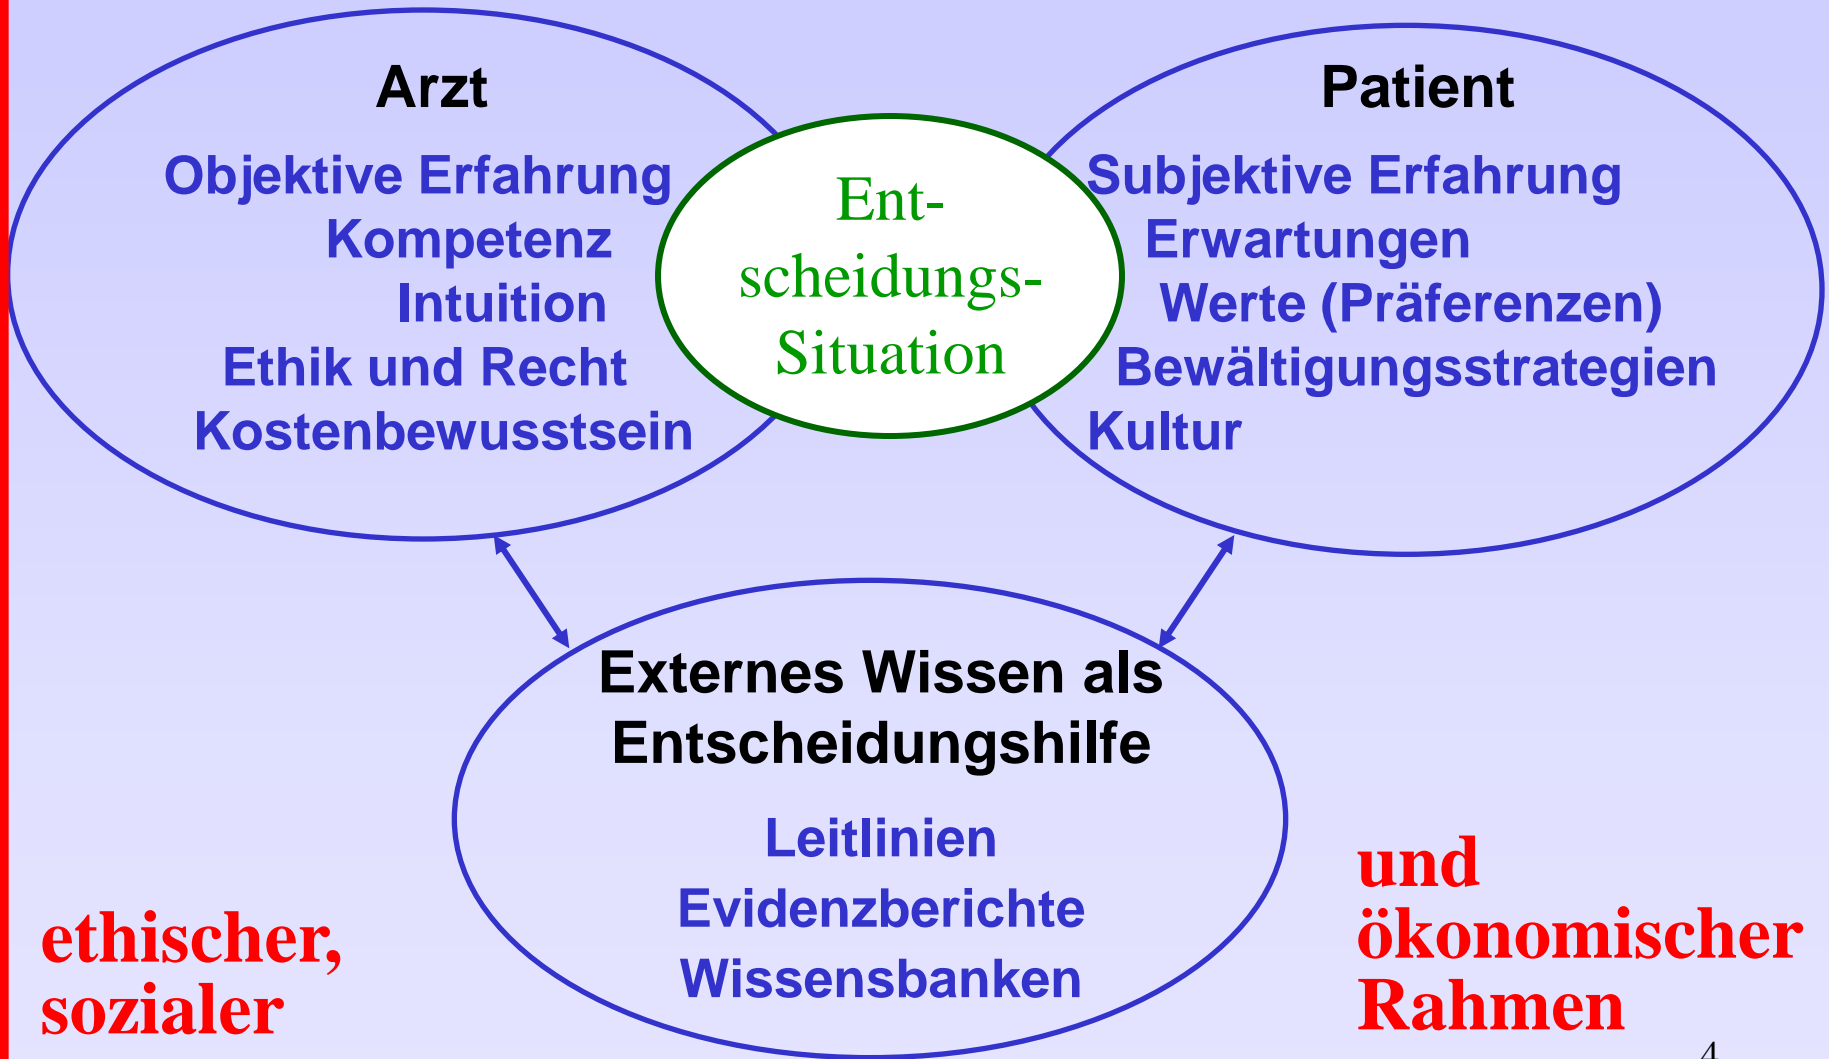 Arzt
Objektive Erfahrung
Kompetenz
Intuition
Ethik und Recht
Kostenbewusstsein
Ent-
scheidungs-
Situation
Patient
Subjektive Erfahrung
Erwartungen
Werte (Präferenzen)
Bewältigungsstrategien
Kultur
Externes Wissen als
Entscheidungshilfe
Leitlinien
Evidenzberichte
Wissensbanken
ethischer,
sozialer
und
ökonomischer
Rahmen
4